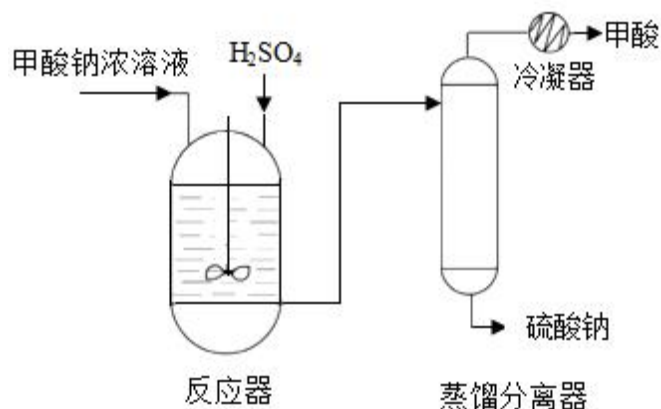 甲酸钠浓溶液
H₂SO₄
甲酸
冷凝器
硫酸钠
反应器
蒸馏分离器